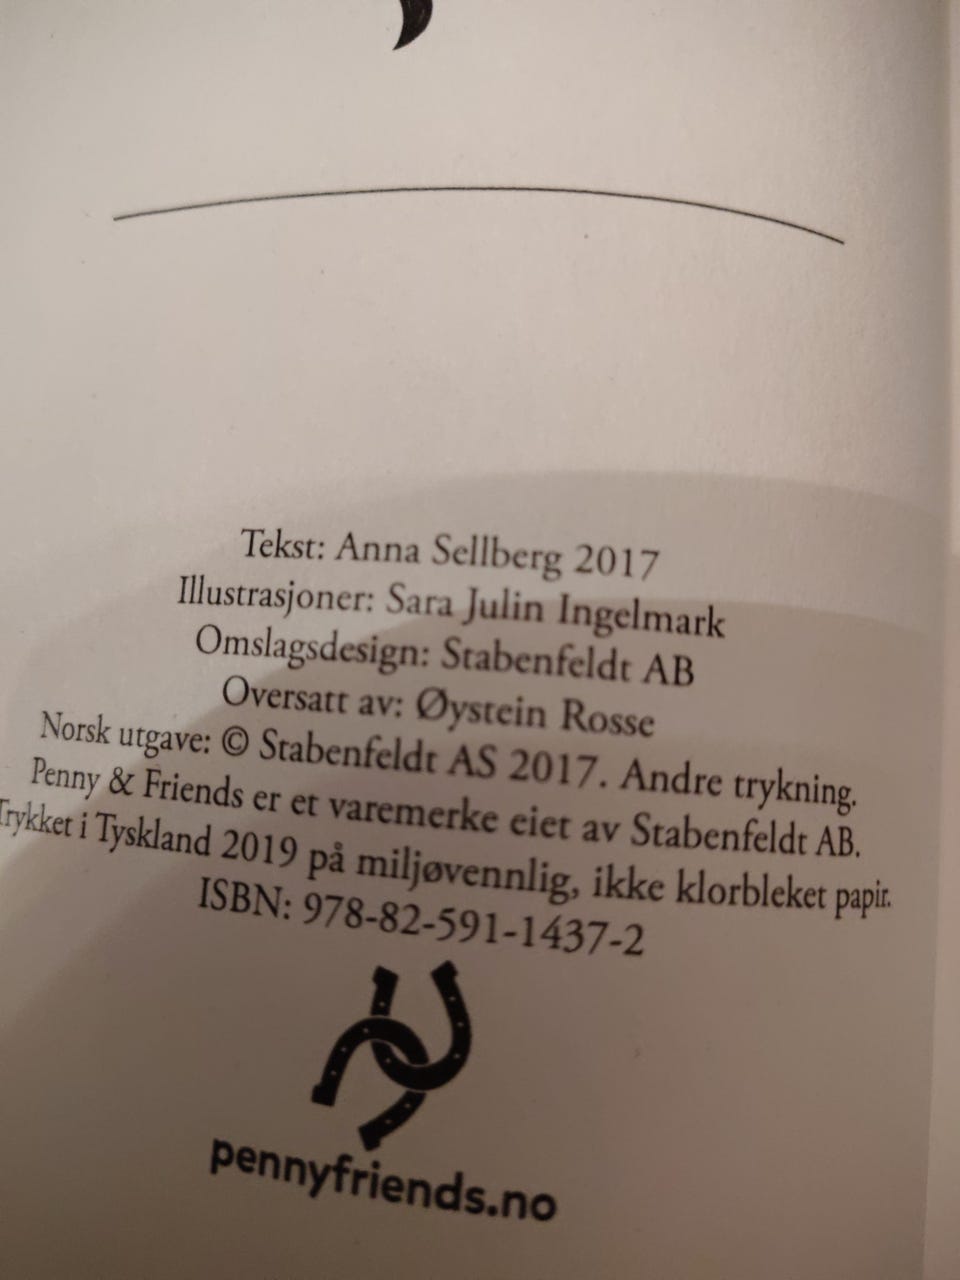 Tekst: Anna Sellberg 2017
Illustrasjoner: Sara Julin Ingelmark
Omslagsdesign: Stabenfeldt AB
Oversatt av: Øystein Rosse
Norsk utgave: © Stabenfeldt AS 2017. Andre trykning.
Penny & Friends er et varemerke eiet av Stabenfeldt AB.
Trykket i Tyskland 2019 på miljøvennlig, ikke klorbleket papir.
ISBN: 978-82-591-1437-2
pennyfriends.no